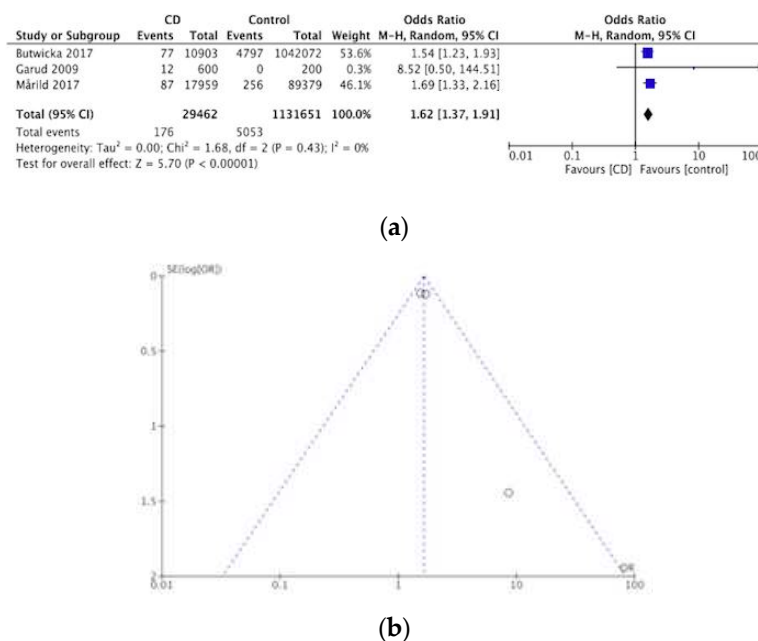 CD Control Odds Ratio Odds Ratio
Study or Subgroup Events Total Events Total Weight M-H, Random, 95% CI M-H, Random, 95% CI
Butwicka 2017 77 10903 4797 1042072 53.6% 1.54 [1.23, 1.93]
Garud 2009 12 600 0 200 0.3% 8.52 [0.50, 144.51]
Mårild 2017 87 17959 256 89379 46.1% 1.69 [1.33, 2.16]
Total (95% CI) 29462 1131651 100.0% 1.62 [1.37, 1.91]
Total events 176 5053
Heterogeneity: Tau² = 0.00; Chi² = 1.68, df = 2 (P = 0.43); I² = 0%
Test for overall effect: Z = 5.70 (P < 0.00001)
0.01 0.1 1 10 100
Favours [CD] Favours [control]
(a)
SE(log[OR])
0
0.5
1
1.5
2
OR
0.01 0.1 1 10 100
(b)